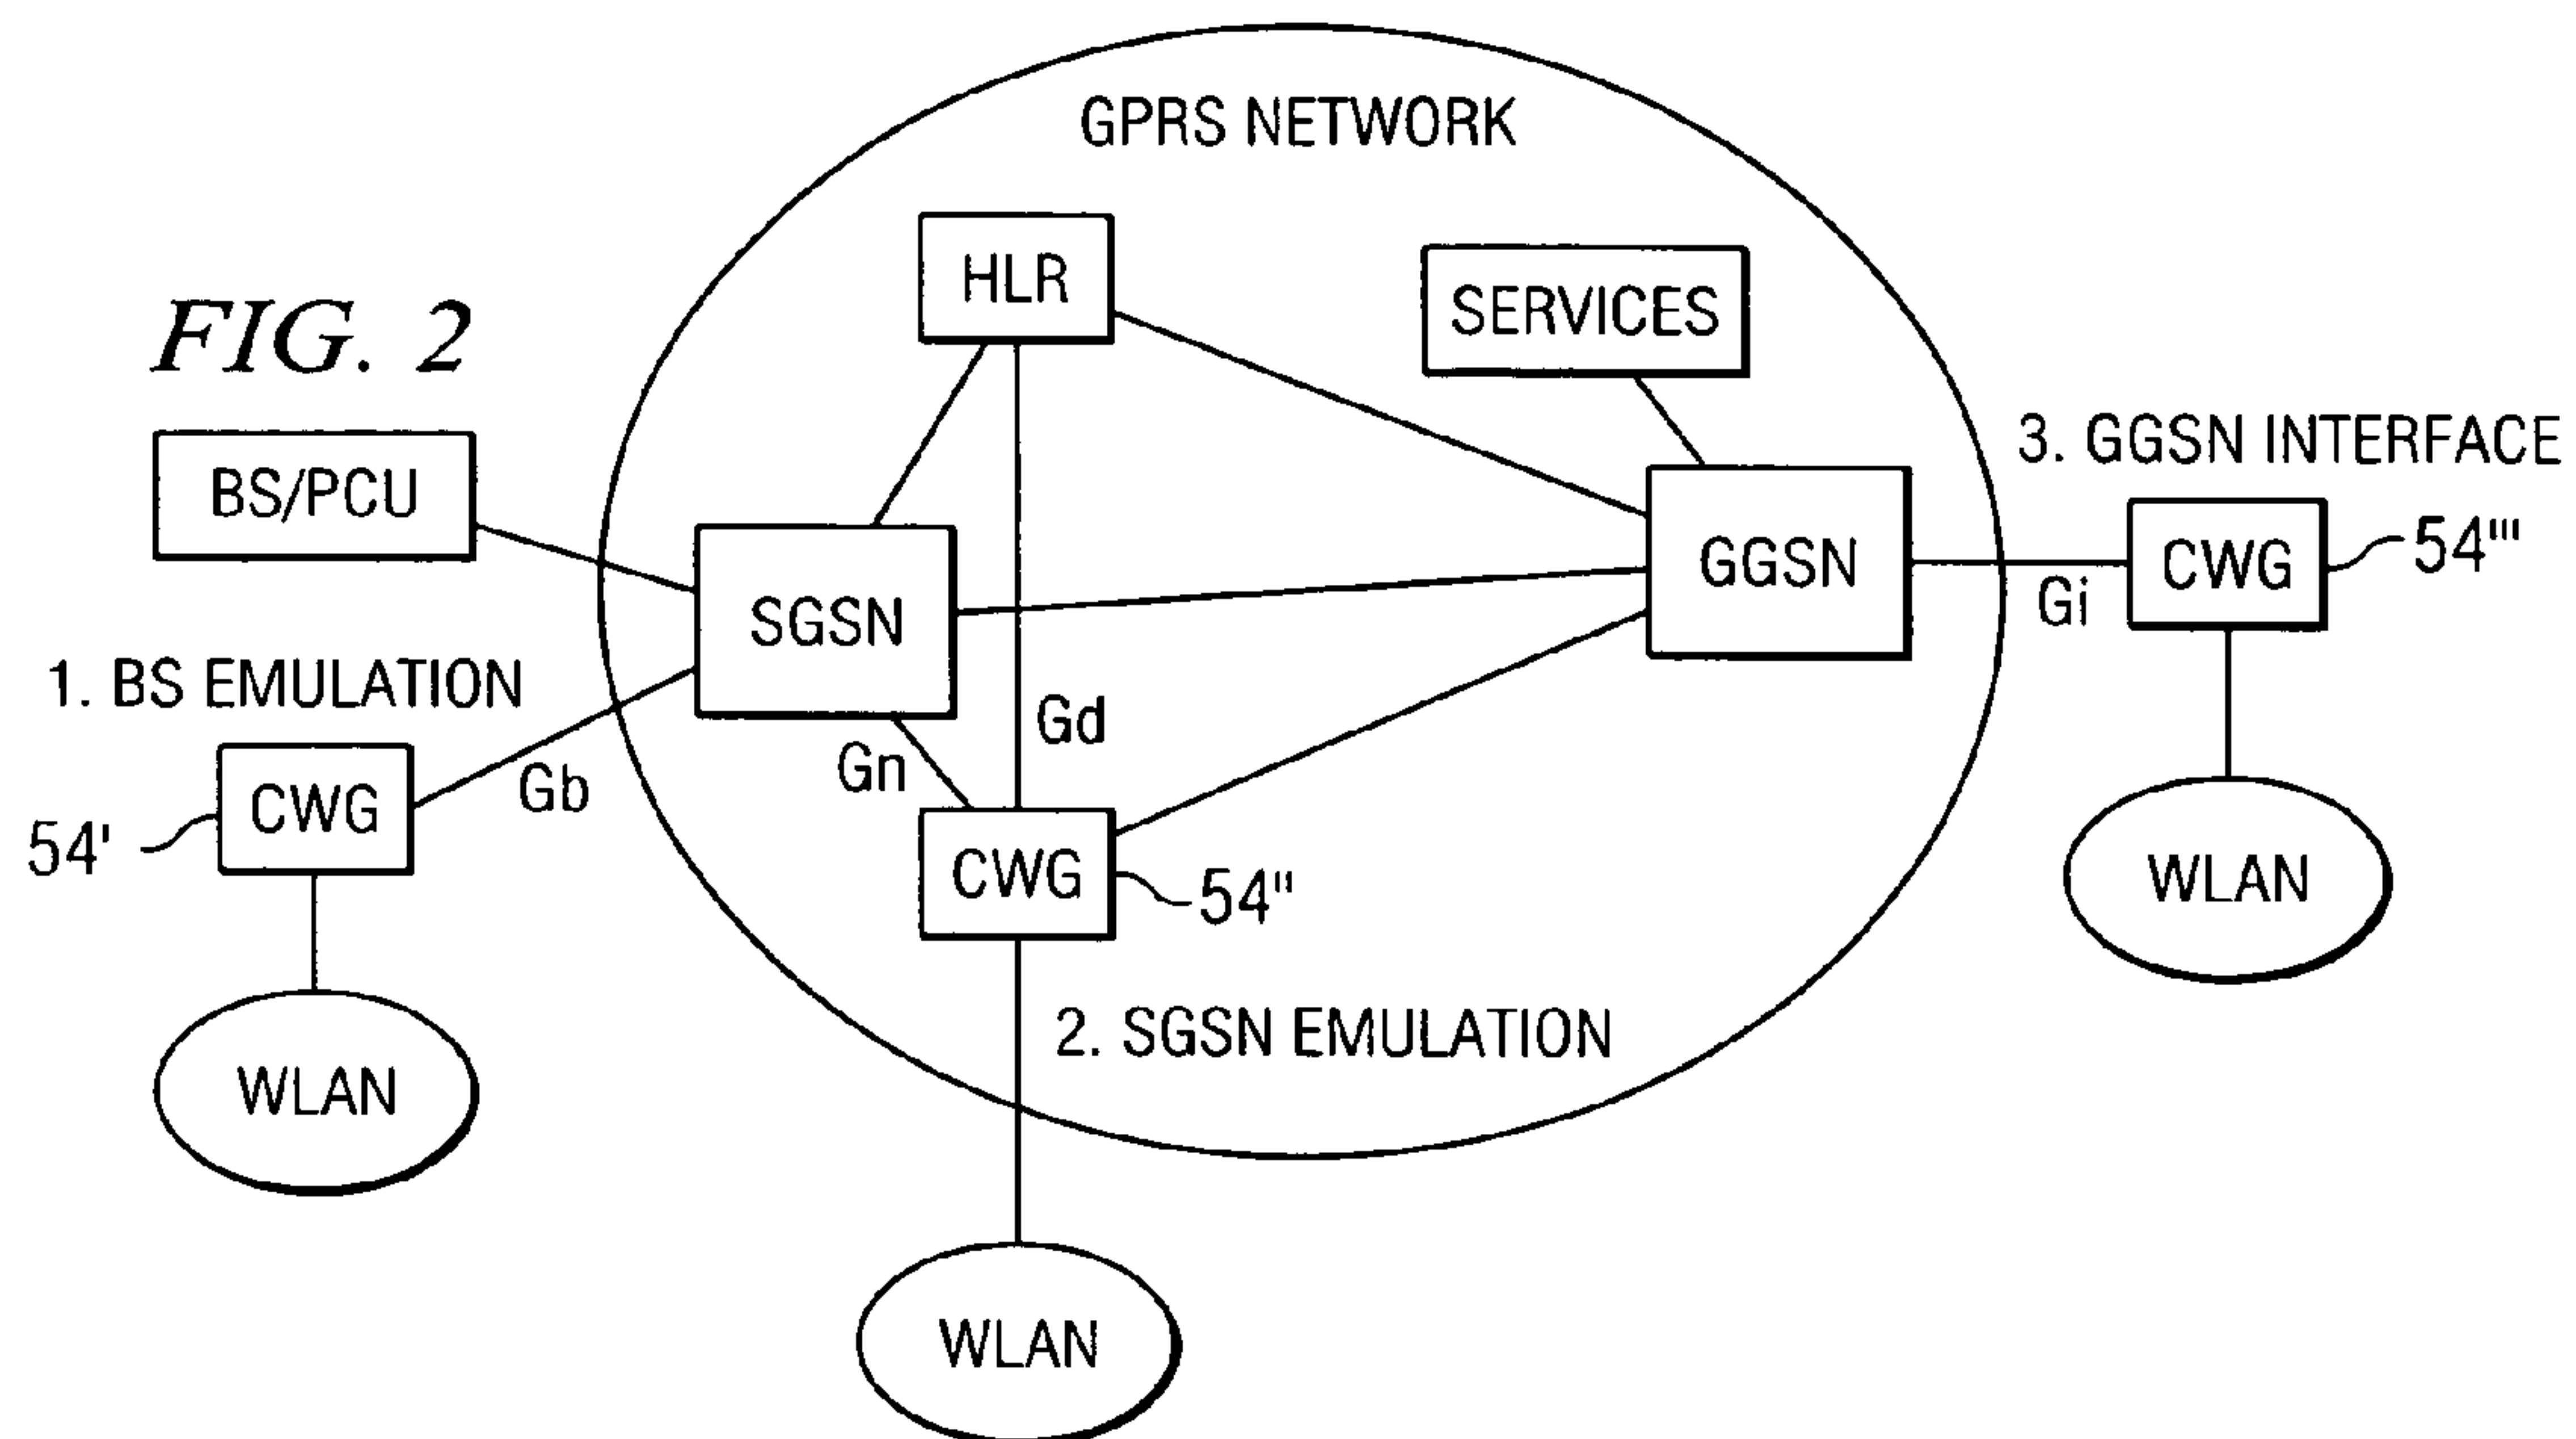 GPRS NETWORK
HLR
SERVICES
FIG. 2
BS/PCU
SGSN
GGSN
3. GGSN INTERFACE
CWG
54'''
Gi
WLAN
1. BS EMULATION
CWG
54'
Gb
WLAN
Gn
Gd
CWG
54''
2. SGSN EMULATION
WLAN